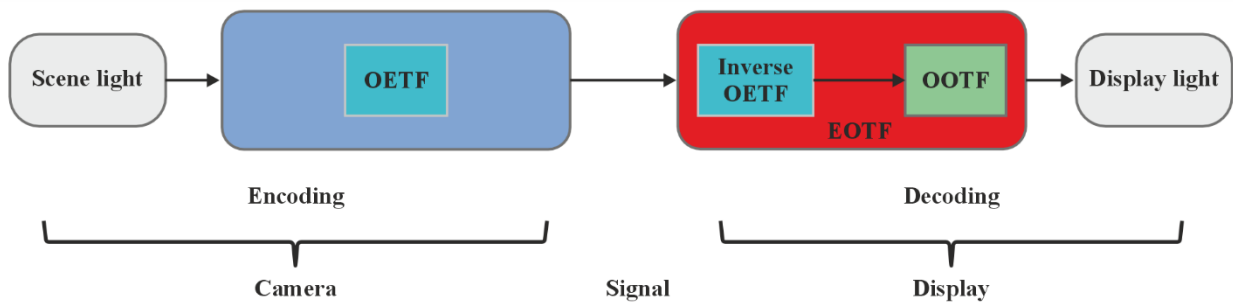 Scene light
OETF
Inverse
OETF
OOTF
EOTF
Display light
Encoding
Decoding
Camera
Signal
Display